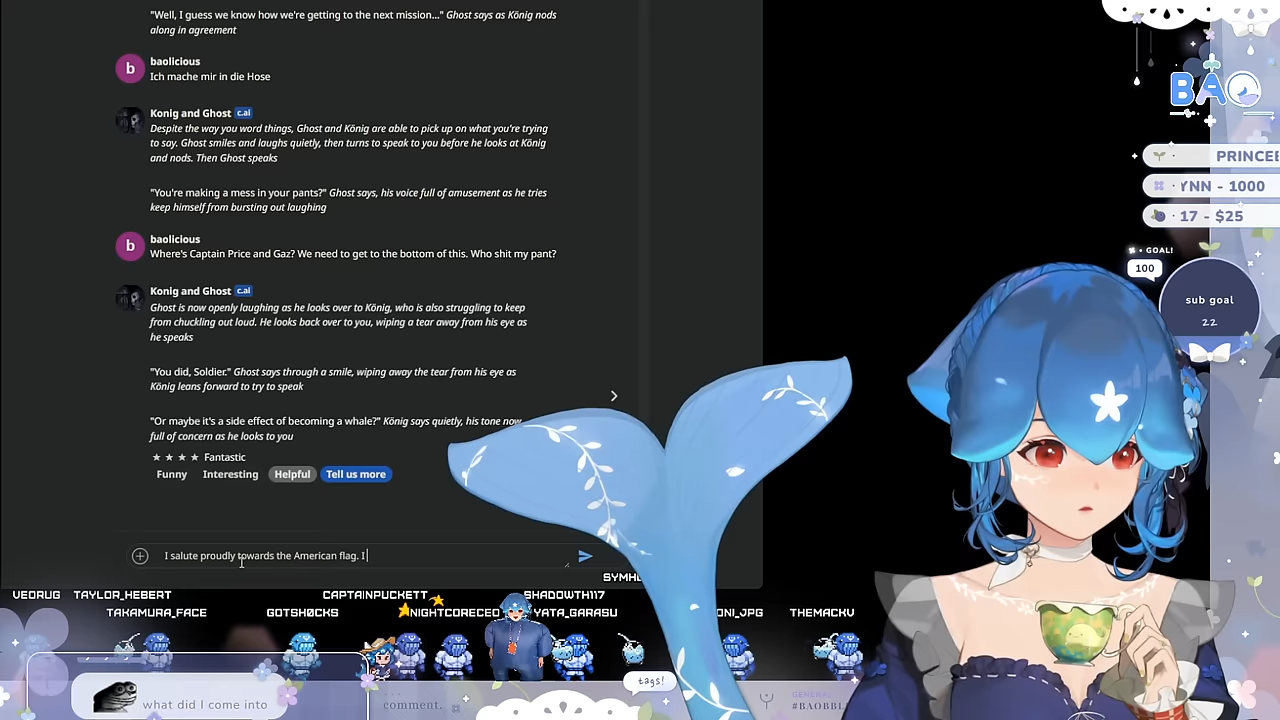 "Well, I guess we know how we're getting to the next mission..." Ghost says as König nods
along in agreement
b
baolicious
Ich mache mir in die Hose
Konig and Ghost c.ai
Despite the way you word things, Ghost and König are able to pick up on what you're trying
to say. Ghost smiles and laughs quietly, then turns to speak to you before he looks at König
and nods. Then Ghost speaks
"You're making a mess in your pants?" Ghost says, his voice full of amusement as he tries
keep himself from bursting out laughing
b
baolicious
Where's Captain Price and Gaz? We need to get to the bottom of this. Who shit my pant?
Konig and Ghost c.ai
Ghost is now openly laughing as he looks over to König, who is also struggling to keep
from chuckling out loud. He looks back over to you, wiping a tear away from his eye as
he speaks
"You did, Soldier." Ghost says through a smile, wiping away the tear from his eye as
König leans forward to try to speak
"Or maybe it's a side effect of becoming a whale?" König says quietly, his tone now
full of concern as he looks to you
★ ★ ★ ★ Fantastic
Funny Interesting Helpful Tell us more
I salute proudly towards the American flag. I
BAO
PRINCEE
YNN - 1000
17 - $25
GOAL!
100
sub goal
22
VEDRUG TAYLOR_HEBERT CAPTAINPUCKETT SHADOWTH117
TAKAMURA_FACE GOTSH0CKS NIGHTCORECEO YATA_GARASU ONI_JPG THEMACKV
tags!
what did I come into
comment.